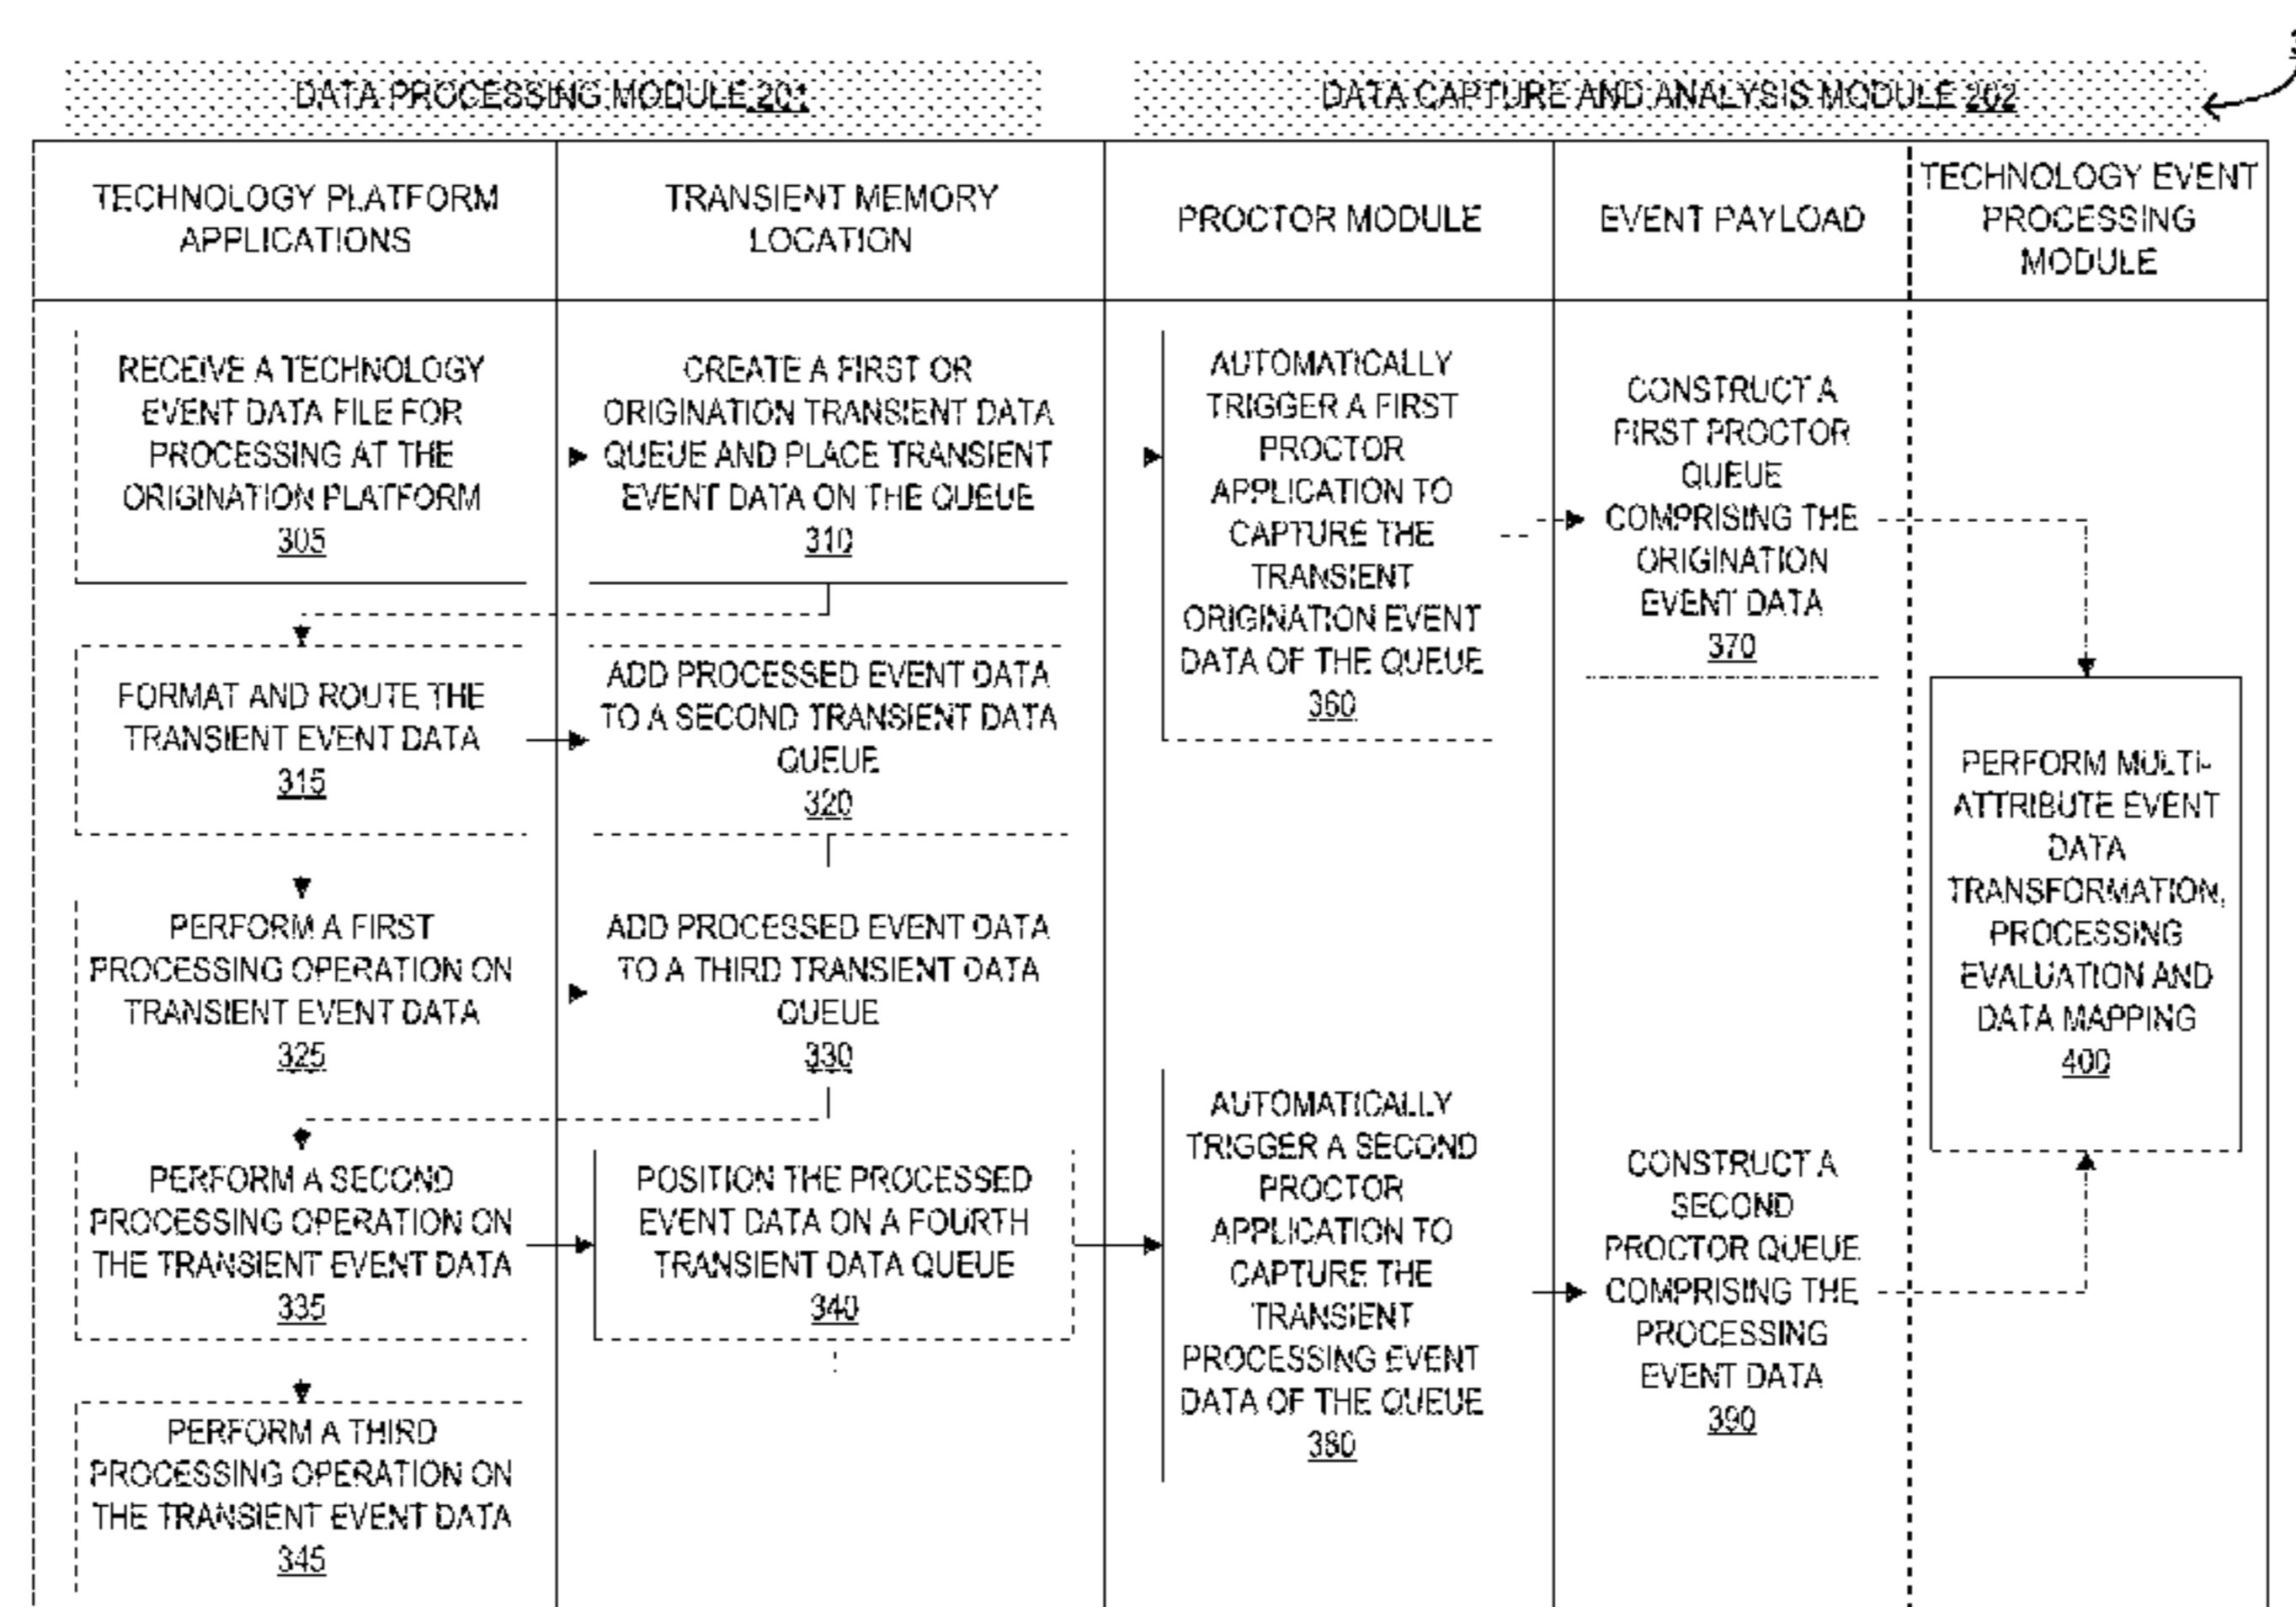 DATA PROCESSING MODULE 201
DATA CAPTURE AND ANALYSIS MODULE 202
TECHNOLOGY PLATFORM
APPLICATIONS
TRANSIENT MEMORY
LOCATION
PROCTOR MODULE
EVENT PAYLOAD
TECHNOLOGY EVENT
PROCESSING
MODULE
RECEIVE A TECHNOLOGY
EVENT DATA FILE FOR
PROCESSING AT THE
ORIGINATION PLATFORM
305
CREATE A FIRST OR
ORIGINATION TRANSIENT DATA
QUEUE AND PLACE TRANSIENT
EVENT DATA ON THE QUEUE
310
AUTOMATICALLY
TRIGGER A FIRST
PROCTOR
APPLICATION TO
CAPTURE THE
TRANSIENT
ORIGINATION EVENT
DATA OF THE QUEUE
360
CONSTRUCT A
FIRST PROCTOR
QUEUE
COMPRISING THE
ORIGINATION
EVENT DATA
370
FORMAT AND ROUTE THE
TRANSIENT EVENT DATA
315
ADD PROCESSED EVENT DATA
TO A SECOND TRANSIENT DATA
QUEUE
320
PERFORM MULTI-
ATTRIBUTE EVENT
DATA
TRANSFORMATION,
PROCESSING
EVALUATION AND
DATA MAPPING
400
PERFORM A FIRST
PROCESSING OPERATION ON
TRANSIENT EVENT DATA
325
ADD PROCESSED EVENT DATA
TO A THIRD TRANSIENT DATA
QUEUE
330
PERFORM A SECOND
PROCESSING OPERATION ON
THE TRANSIENT EVENT DATA
335
POSITION THE PROCESSED
EVENT DATA ON A FOURTH
TRANSIENT DATA QUEUE
340
AUTOMATICALLY
TRIGGER A SECOND
PROCTOR
APPLICATION TO
CAPTURE THE
TRANSIENT
PROCESSING EVENT
DATA OF THE QUEUE
380
CONSTRUCT A
SECOND
PROCTOR QUEUE
COMPRISING THE
PROCESSING
EVENT DATA
390
PERFORM A THIRD
PROCESSING OPERATION ON
THE TRANSIENT EVENT DATA
345